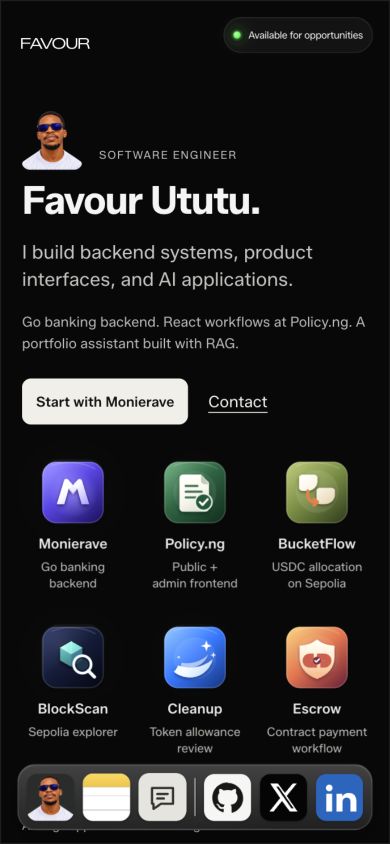 FAVOUR
Available for opportunities
SOFTWARE ENGINEER
Favour Ututu.
I build backend systems, product
interfaces, and AI applications.
Go banking backend. React workflows at Policy.ng. A
portfolio assistant built with RAG.
Start with Monierave
Contact
Monierave
Policy.ng
BucketFlow
Go banking
backend
Public +
admin frontend
USDC allocation
on Sepolia
BlockScan
Cleanup
Escrow
Sepolia explorer
Token allowance
review
Contract payment
workflow